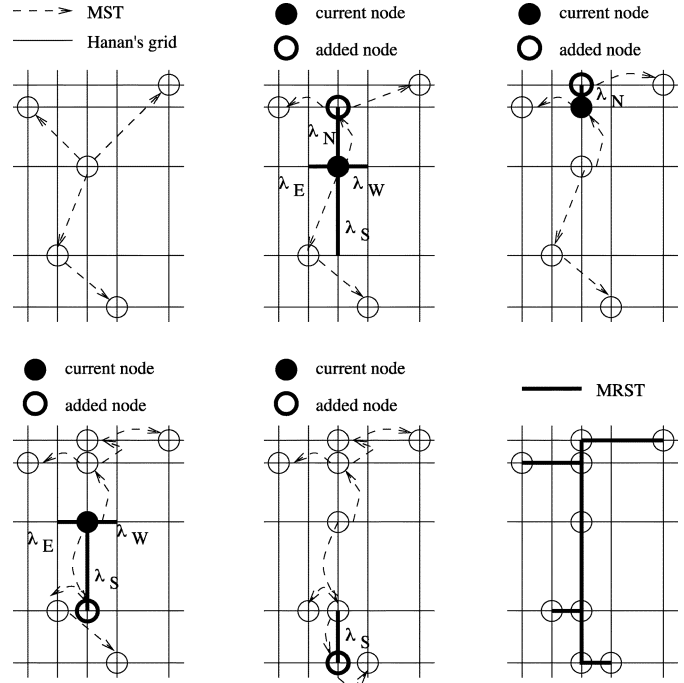 MST
Hanan's grid
current node
added node
λ N
λ E
λ W
λ S
current node
added node
λ N
current node
added node
λ E
λ W
λ S
current node
added node
λ S
MRST